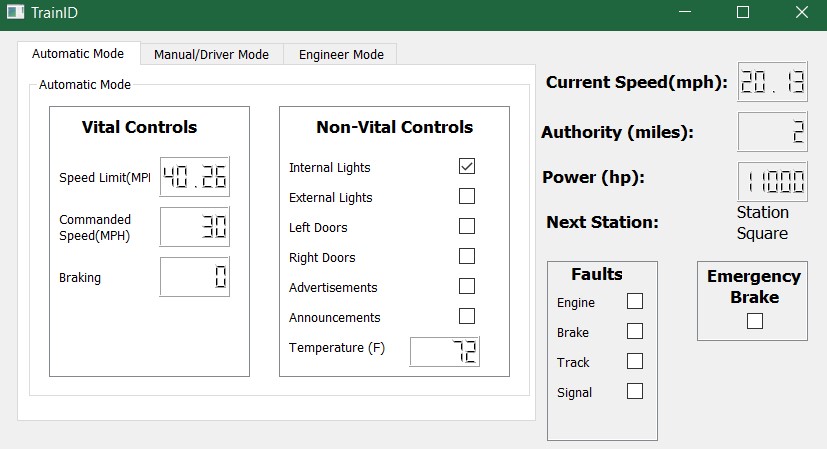 TrainID
Automatic Mode
Manual/Driver Mode
Engineer Mode
Automatic Mode
Vital Controls
Speed Limit(MPH
40.26
Commanded
Speed(MPH)
30
Braking
0
Non-Vital Controls
Internal Lights
External Lights
Left Doors
Right Doors
Advertisements
Announcements
Temperature (F)
72
Current Speed(mph):
20.13
Authority (miles):
2
Power (hp):
11000
Next Station:
Station
Square
Faults
Engine
Brake
Track
Signal
Emergency
Brake